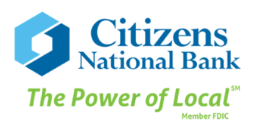 Citizens
National Bank
The Power of Local℠
Member FDIC